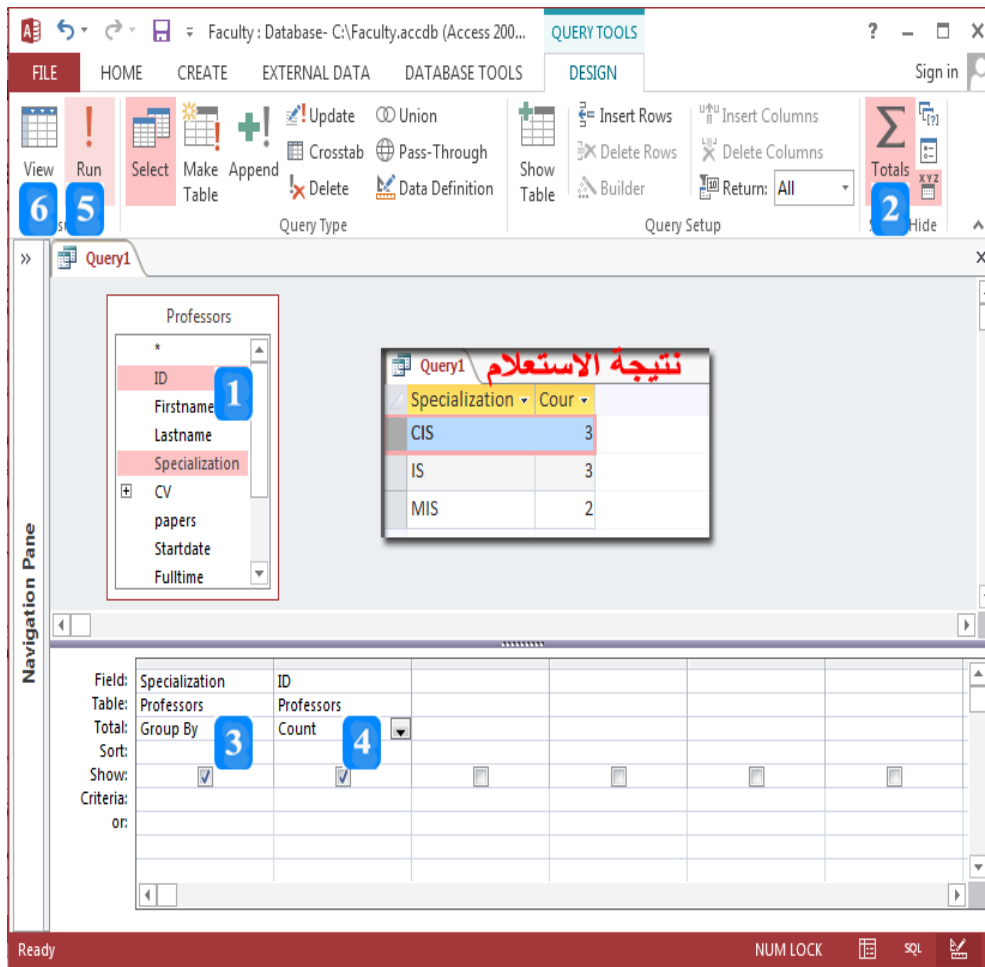 Faculty : Database- C:\Faculty.accdb (Access 200... QUERY TOOLS ?
FILE HOME CREATE EXTERNAL DATA DATABASE TOOLS DESIGN Sign in
Update Union Insert Rows Insert Columns
Crosstab Pass-Through Delete Rows Delete Columns
View Run Select Make Table Append Delete Data Definition Show Table Builder Return: All Totals
6 5 2
Query Type Query Setup Hide
Query1
Professors
*
ID 1
Firstname
Lastname
Specialization
CV
papers
Startdate
Fulltime
Query1 نتيجة الاستعلام
Specialization Cour
CIS 3
IS 3
MIS 2
Navigation Pane
Field: Specialization ID
Table: Professors Professors
Total: Group By Count
3 4
Sort:
Show:
Criteria:
or:
Ready NUM LOCK SQL